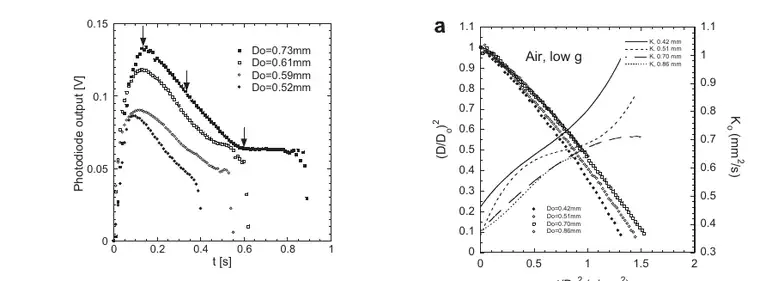 0.15
0.1
0.05
0
Photodiode output [V]
Do=0.73mm
Do=0.61mm
Do=0.59mm
Do=0.52mm
0 0.2 0.4 0.6 0.8 1
t [s]
a
1.1
1
0.9
0.8
0.7
0.6
0.5
0.4
0.3
0.2
0.1
0
(D/Do)2
Air, low g
K, 0.42 mm
K, 0.51 mm
K, 0.70 mm
K, 0.86 mm
Do=0.42mm
Do=0.51mm
Do=0.70mm
Do=0.86mm
1.1
1
0.9
0.8
0.7
0.6
0.5
0.4
0.3
Ko (mm2/s)
0 0.5 1 1.5 2